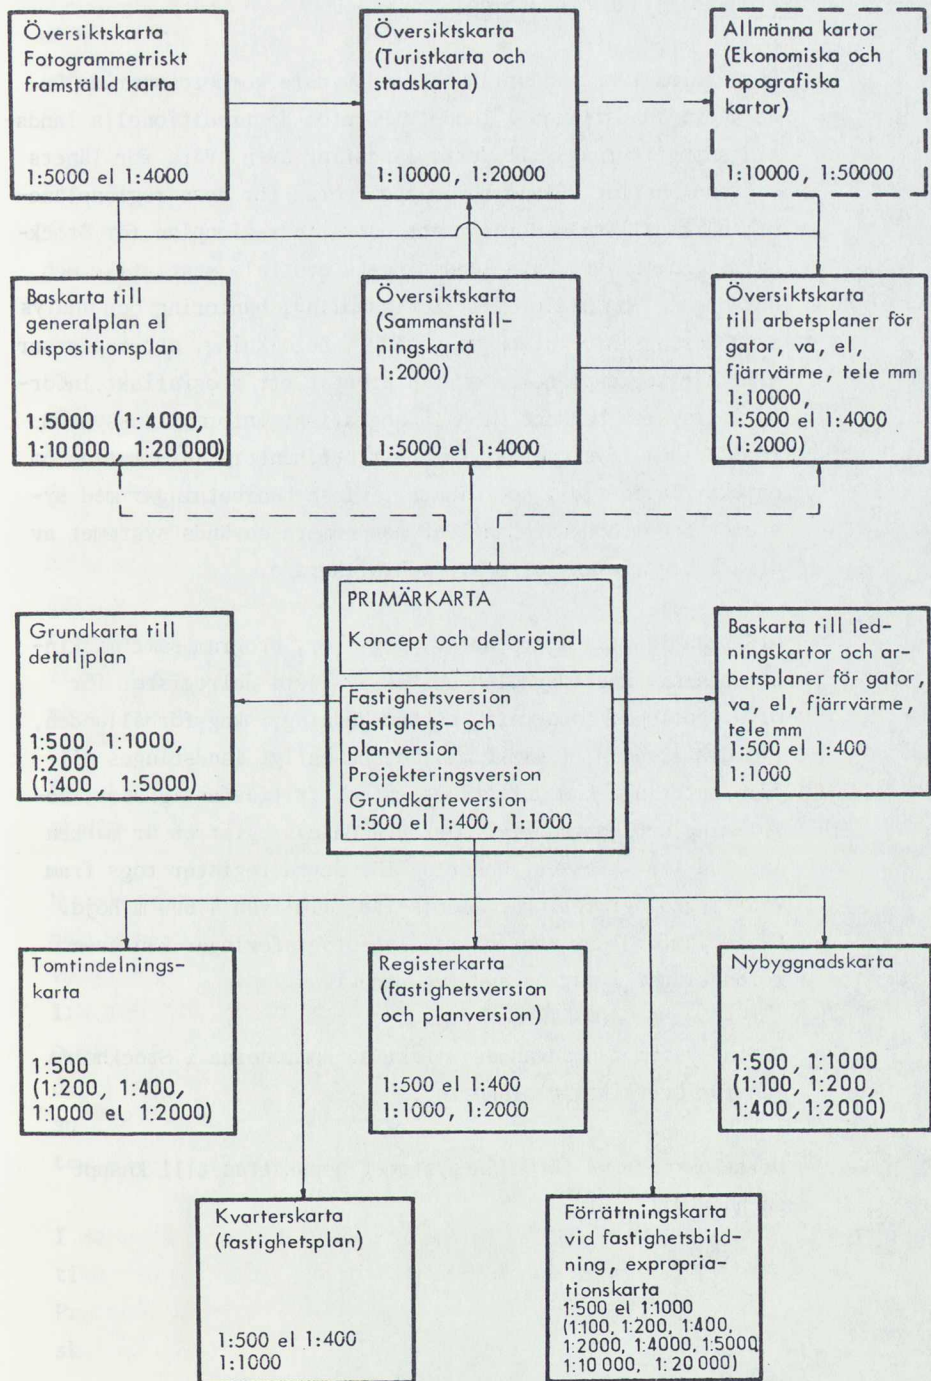 Översiktskarta
Fotogrammetriskt
framställd karta
1:5000 el 1:4000
Översiktskarta
(Turistkarta och
stadskarta)
1:10000, 1:20000
Allmänna kartor
(Ekonomiska och
topografiska
kartor)
1:10000, 1:50000
Baskarta till
generalplan el
dispositionsplan
1:5000 (1:4000
1:10 000, 1:20 000)
Översiktskarta
(Sammanställ-
ningskarta
1:2000)
1:5000 el 1:4000
Översiktskarta
till arbetsplaner för
gator, va, el,
fjärrvärme, tele mm
1:10000,
1:5000 el 1:4000
(1:2000)
PRIMÄRKARTA
Koncept och deloriginal
Fastighetsversion
Fastighets- och
planversion
Projekteringsversion
Grundkarteversion
1:500 el 1:400, 1:1000
Grundkarta till
detaljplan
1:500, 1:1000,
1:2000
(1:400, 1:5000)
Baskarta till led-
ningskartor och ar-
betsplaner för gator,
va, el, fjärrvärme,
tele mm
1:500 el 1:400
1:1000
Tomtindelnings-
karta
1:500
(1:200, 1:400,
1:1000 el 1:2000)
Registerkarta
(fastighetsversion
och planversion)
1:500 el 1:400
1:1000, 1:2000
Nybyggnadskarta
1:500, 1:1000
(1:100, 1:200,
1:400, 1:2000)
Kvarterskarta
(fastighetsplan)
1:500 el 1:400
1:1000
Förrättningskarta
vid fastighetsbild-
ning, expropria-
tionskarta
1:500 el 1:1000
(1:100, 1:200, 1:400,
1:2000, 1:4000, 1:5000,
1:10 000, 1:20 000)